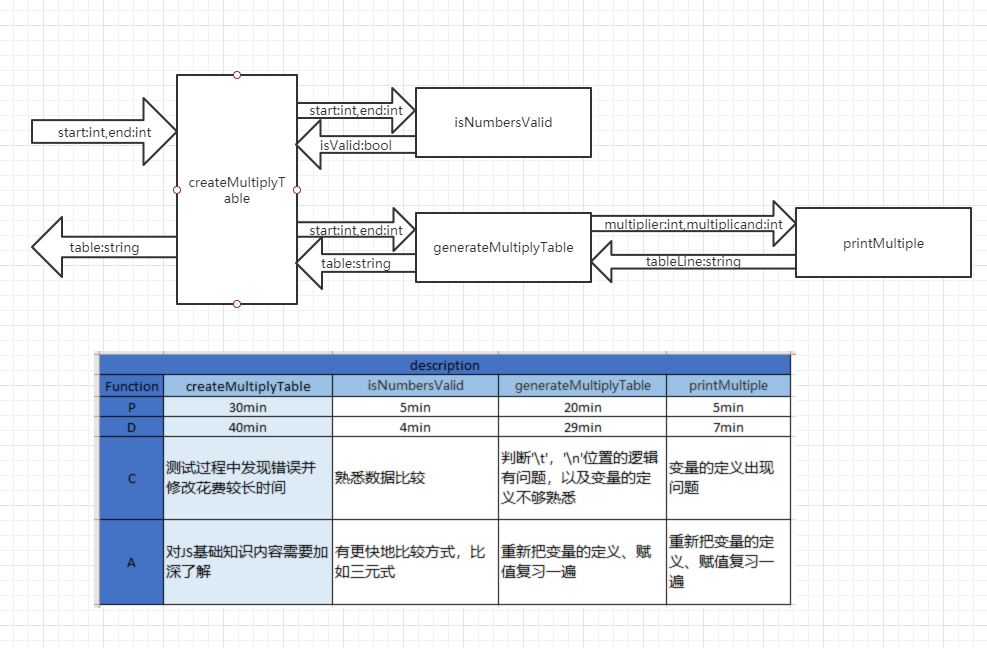 start:int,end:int
isNumbersValid
start:int,end:int
isValid:bool
createMultiplyT
able
start:int,end:int
multiplier:int,multiplicand:int
printMultiple
table:string
generateMultiplyTable
table:string
tableLine:string
description
Function createMultiplyTable isNumbersValid generateMultiplyTable printMultiple
P 30min 5min 20min 5min
D 40min 4min 29min 7min
C
测试过程中发现错误并
修改花费较长时间
熟悉数据比较
判断'\t', '\n'位置的逻辑
有问题，以及变量的定
义不够熟悉
变量的定义出现
问题
A
对JS基础知识内容需要加
深了解
有更快地比较方式，比
如三元式
重新把变量的定义、赋
值复习一遍
重新把变量的定
义、赋值复习一
遍